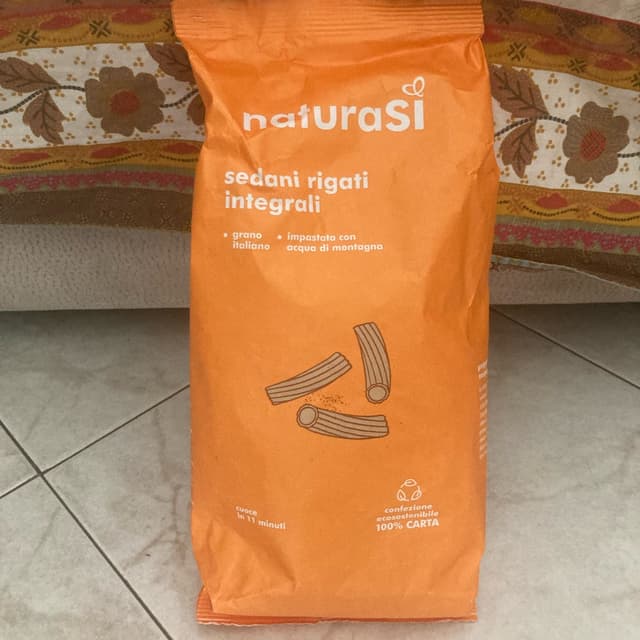 naturaSì
sedani rigati
integrali
• grano
italiano
• impastata con
acqua di montagna
cuoce
in 11 minuti
confezione
ecosostenibile
100% CARTA